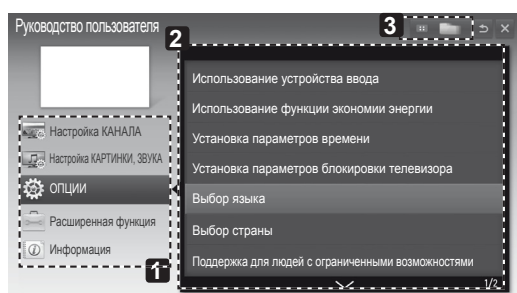 Руководство пользователя
3
2
Использование устройства ввода
Использование функции экономии энергии
Настройка КАНАЛА
Установка параметров времени
Настройка КАРТИНКИ, ЗВУКА
Установка параметров блокировки телевизора
ОПЦИИ
Выбор языка
Расширенная функция
Выбор страны
Информация
Поддержка для людей с ограниченными возможностями
1
1/2